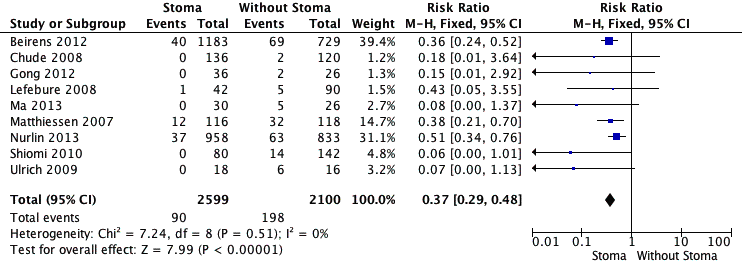 Stoma Without Stoma Risk Ratio Risk Ratio
Study or Subgroup Events Total Events Total Weight M-H, Fixed, 95% CI M-H, Fixed, 95% CI
Beirens 2012 40 1183 69 729 39.4% 0.36 [0.24, 0.52]
Chude 2008 0 136 2 120 1.2% 0.18 [0.01, 3.64]
Gong 2012 0 36 2 26 1.3% 0.15 [0.01, 2.92]
Lefebure 2008 1 42 5 90 1.5% 0.43 [0.05, 3.55]
Ma 2013 0 30 5 26 2.7% 0.08 [0.00, 1.37]
Matthiessen 2007 12 116 32 118 14.7% 0.38 [0.21, 0.70]
Nurlin 2013 37 958 63 833 31.1% 0.51 [0.34, 0.76]
Shiomi 2010 0 80 14 142 4.8% 0.06 [0.00, 1.01]
Ulrich 2009 0 18 6 16 3.2% 0.07 [0.00, 1.13]
Total (95% CI) 2599 2100 100.0% 0.37 [0.29, 0.48]
Total events 90 198
Heterogeneity: Chi² = 7.24, df = 8 (P = 0.51); I² = 0%
Test for overall effect: Z = 7.99 (P < 0.00001)
0.01 0.1 1 10 100
Stoma Without Stoma